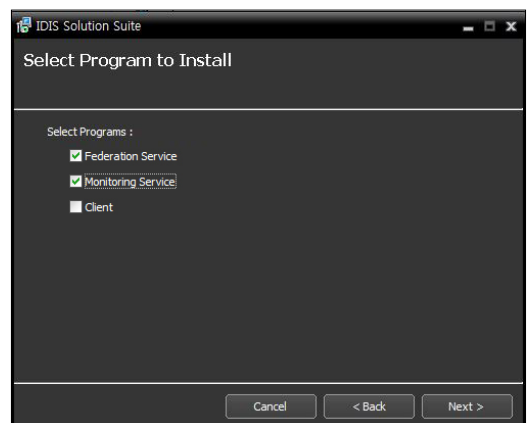 IDIS Solution Suite
Select Program to Install
Select Programs :
Federation Service
Monitoring Service
Client
Cancel
< Back
Next >